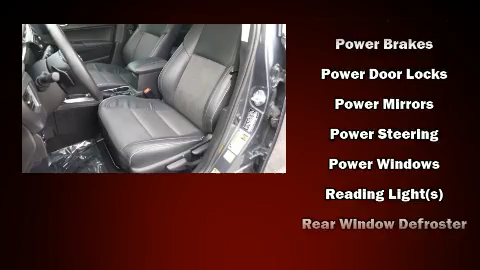 Power Brakes
Power Door Locks
Power Mirrors
Power Steering
Power Windows
Reading Light(s)
Rear Window Defroster